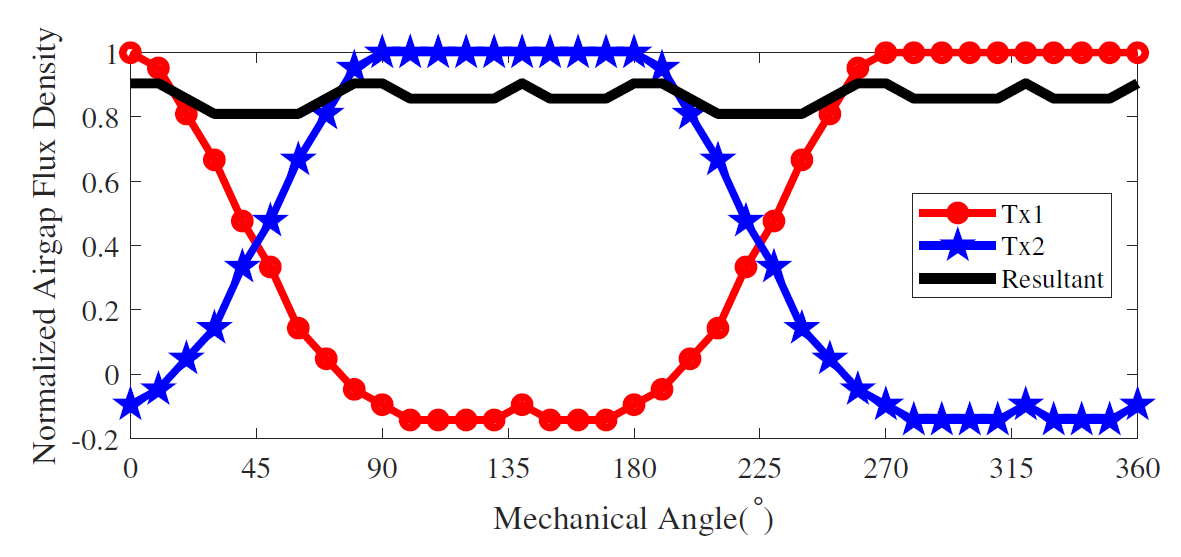 Normalized Airgap Flux Density
1
0.8
0.6
0.4
0.2
0
-0.2
Tx1
Tx2
Resultant
0 45 90 135 180 225 270 315 360
Mechanical Angle(°)